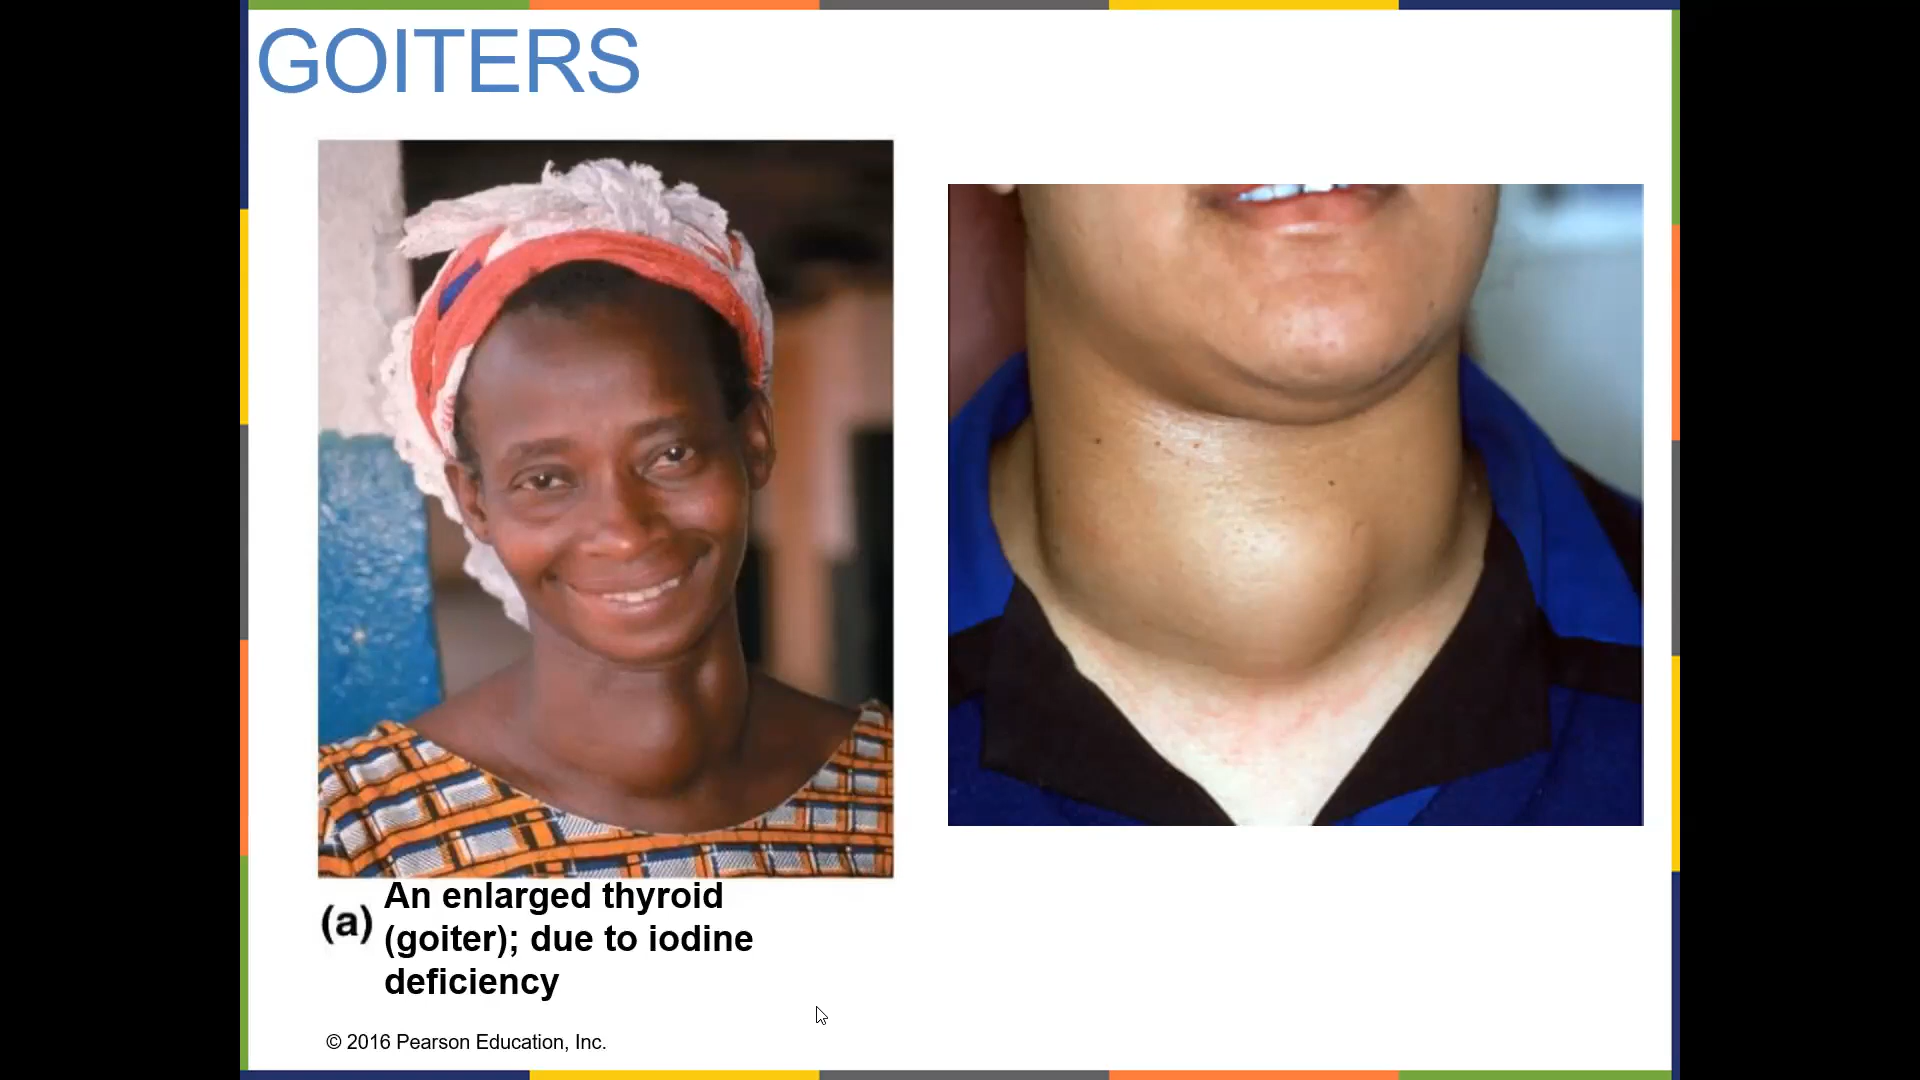 GOITERS
(a) An enlarged thyroid
(goiter); due to iodine
deficiency
© 2016 Pearson Education, Inc.